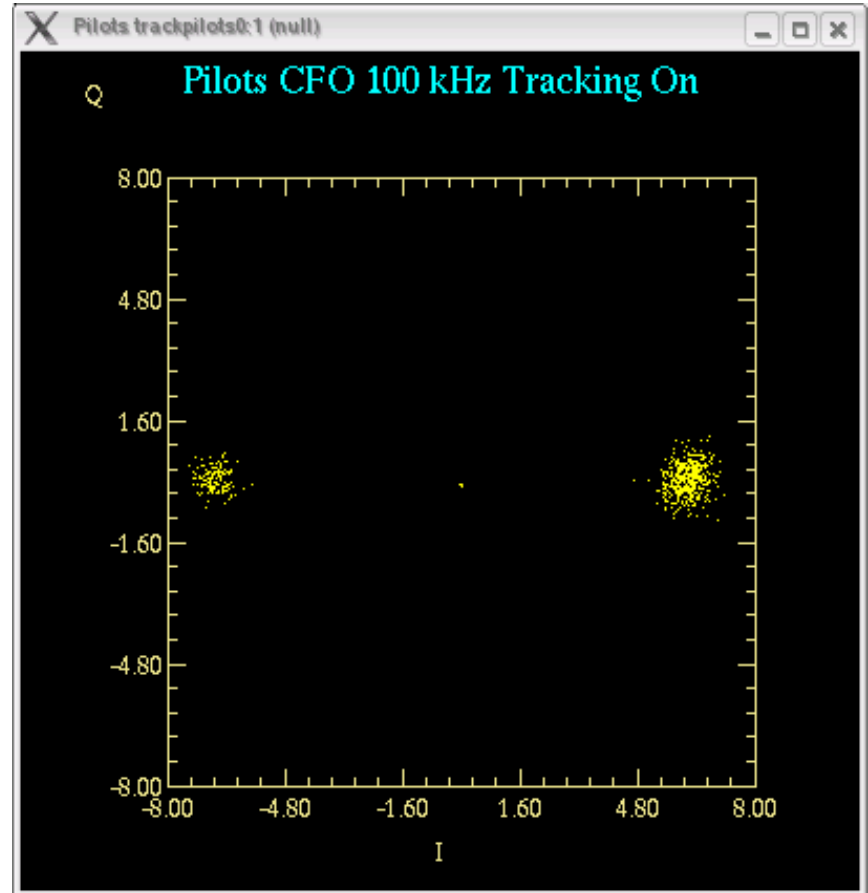 Pilots trackpilots0:1 (null)
Pilots CFO 100 kHz Tracking On
Q
8.00
4.80
1.60
-1.60
-4.80
-8.00
-8.00 -4.80 -1.60 1.60 4.80 8.00
I